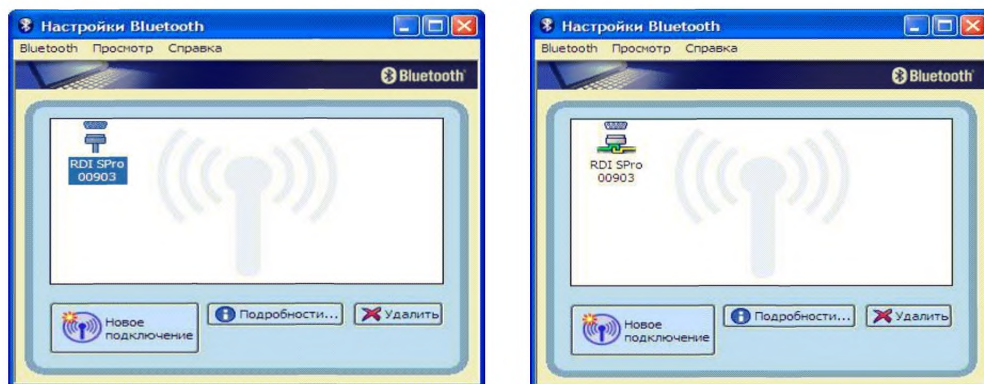 Настройки Bluetooth
Bluetooth Просмотр Справка
Bluetooth
RDI SPro
00903
Новое
подключение
Подробности...
Удалить
Настройки Bluetooth
Bluetooth Просмотр Справка
Bluetooth
RDI SPro
00903
Новое
подключение
Подробности...
Удалить